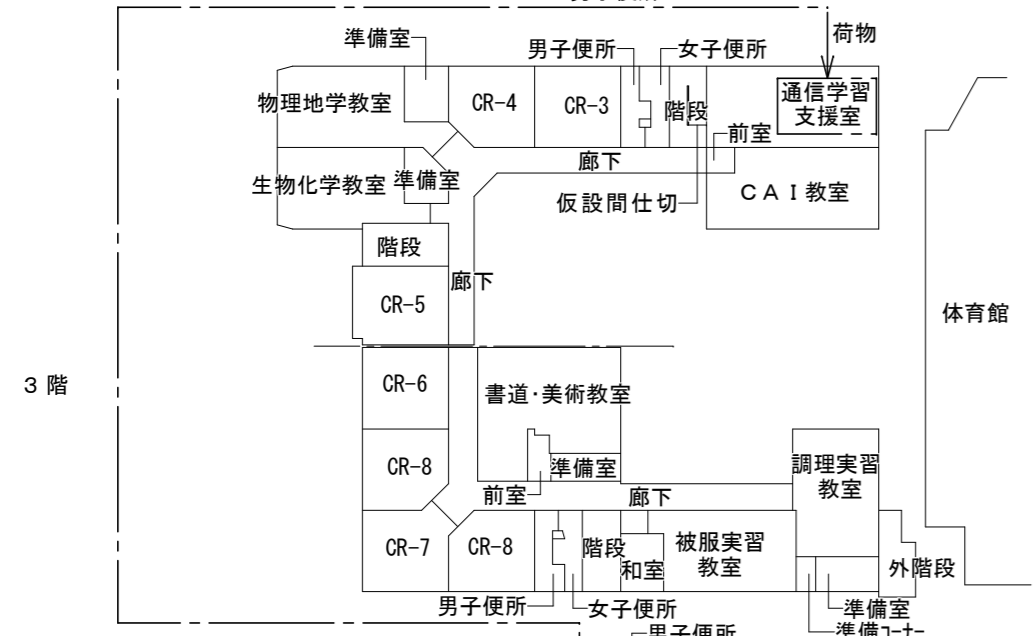 荷物
準備室
男子便所
女子便所
物理地学教室
CR-4
CR-3
階段
通信学習
支援室
前室
廊下
生物化学教室
準備室
仮設間仕切
CAI教室
階段
廊下
CR-5
体育館
3階
CR-6
書道・美術教室
CR-8
準備室
調理実習
教室
前室
廊下
CR-7
CR-8
階段
和室
被服実習
教室
外階段
男子便所
女子便所
準備室
準備コーナー
男子便所